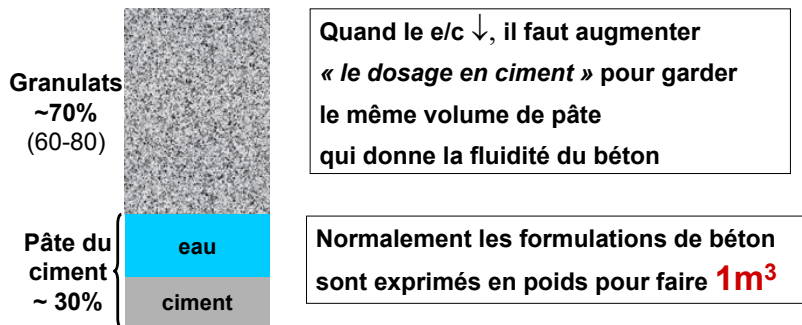 Granulats
~70%
(60-80)
Pâte du
ciment
~ 30%
eau
ciment
Quand le e/c ↓, il faut augmenter
« le dosage en ciment » pour garder
le même volume de pâte
qui donne la fluidité du béton
Normalement les formulations de béton
sont exprimés en poids pour faire 1m³